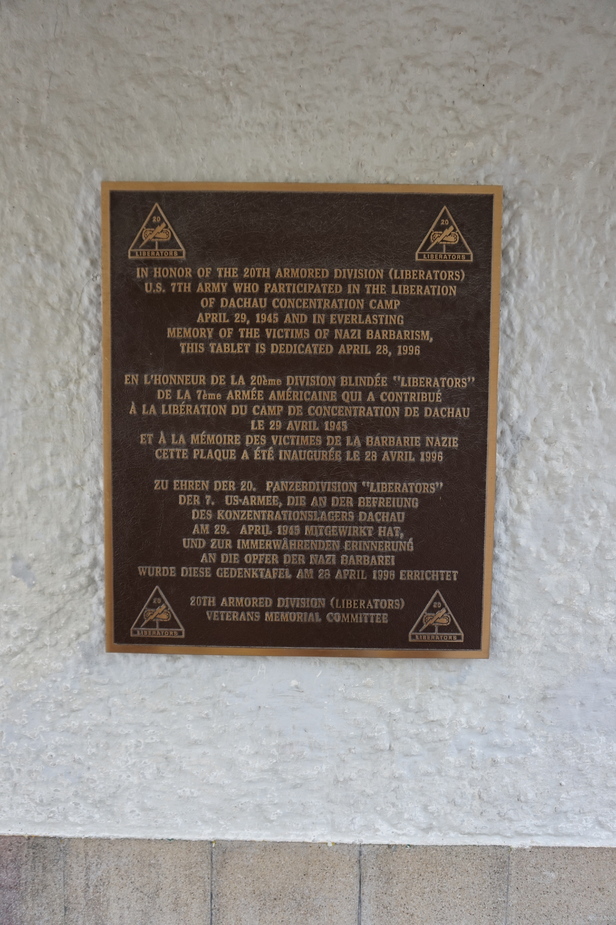 20
LIBERATORS
20
LIBERATORS
IN HONOR OF THE 20TH ARMORED DIVISION (LIBERATORS)
U.S. 7TH ARMY WHO PARTICIPATED IN THE LIBERATION
OF DACHAU CONCENTRATION CAMP
APRIL 29, 1945 AND IN EVERLASTING
MEMORY OF THE VICTIMS OF NAZI BARBARISM,
THIS TABLET IS DEDICATED APRIL 28, 1996
EN L'HONNEUR DE LA 20ème DIVISION BLINDÉE "LIBERATORS"
DE LA 7ème ARMÉE AMÉRICAINE QUI A CONTRIBUÉ
À LA LIBÉRATION DU CAMP DE CONCENTRATION DE DACHAU
LE 29 AVRIL 1945
ET À LA MÉMOIRE DES VICTIMES DE LA BARBARIE NAZIE
CETTE PLAQUE A ÉTÉ INAUGURÉE LE 28 AVRIL 1996
ZU EHREN DER 20. PANZERDIVISION "LIBERATORS"
DER 7. US-ARMEE, DIE AN DER BEFREIUNG
DES KONZENTRATIONSLAGERS DACHAU
AM 29. APRIL 1945 MITGEWIRKT HAT,
UND ZUR IMMERWÄHRENDEN ERINNERUNG
AN DIE OPFER DER NAZI BARBAREI
WURDE DIESE GEDENKTAFEL AM 28 APRIL 1996 ERRICHTET
20TH ARMORED DIVISION (LIBERATORS)
VETERANS MEMORIAL COMMITTEE
20
LIBERATORS
20
LIBERATORS